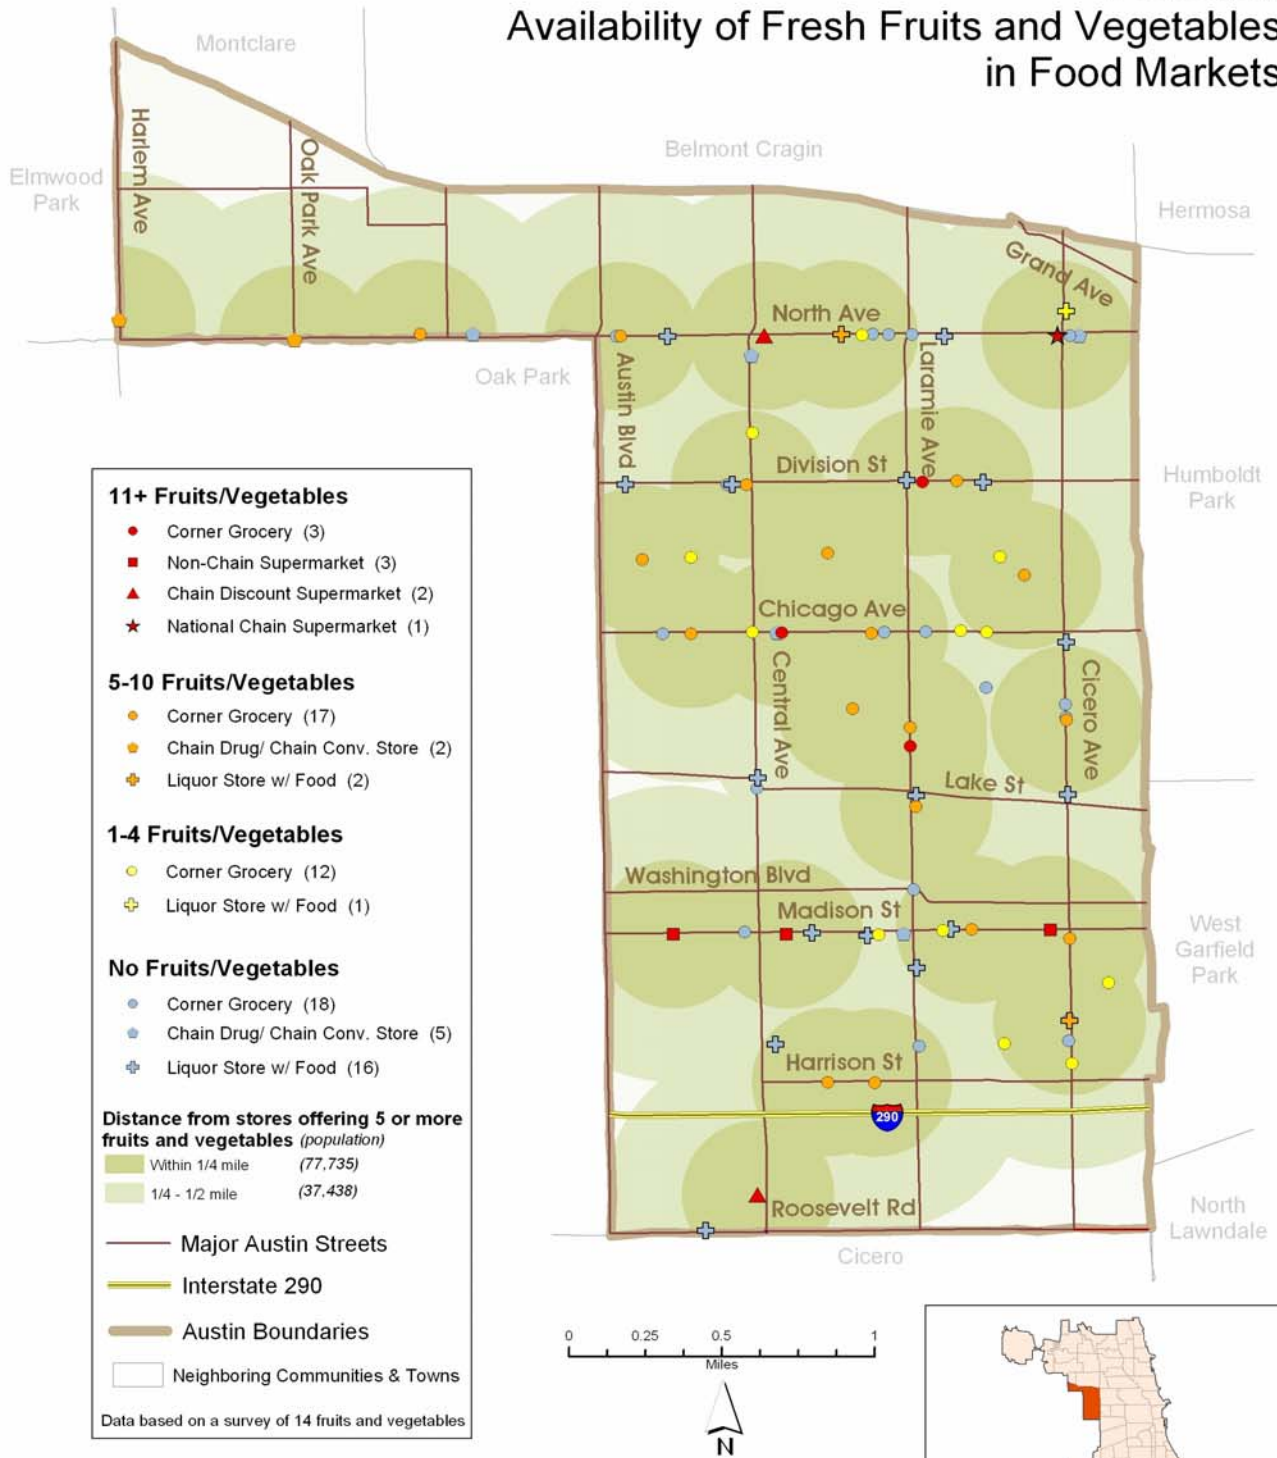 Availability of Fresh Fruits and Vegetables
in Food Markets
Montclare
Elmwood
Park
Harlem Ave
Oak Park Ave
Belmont Cragin
Hermosa
Grand Ave
North Ave
Oak Park
Austin Blvd
Laramie Ave
Division St
Humboldt
Park
Chicago Ave
Central Ave
Cicero Ave
Lake St
Washington Blvd
Madison St
West
Garfield
Park
Harrison St
290
Roosevelt Rd
North
Lawndale
Cicero
11+ Fruits/Vegetables
Corner Grocery (3)
Non-Chain Supermarket (3)
Chain Discount Supermarket (2)
National Chain Supermarket (1)
5-10 Fruits/Vegetables
Corner Grocery (17)
Chain Drug/ Chain Conv. Store (2)
Liquor Store w/ Food (2)
1-4 Fruits/Vegetables
Corner Grocery (12)
Liquor Store w/ Food (1)
No Fruits/Vegetables
Corner Grocery (18)
Chain Drug/ Chain Conv. Store (5)
Liquor Store w/ Food (16)
Distance from stores offering 5 or more
fruits and vegetables (population)
Within 1/4 mile (77,735)
1/4 - 1/2 mile (37,438)
Major Austin Streets
Interstate 290
Austin Boundaries
Neighboring Communities & Towns
Data based on a survey of 14 fruits and vegetables
0 0.25 0.5 1
Miles
N